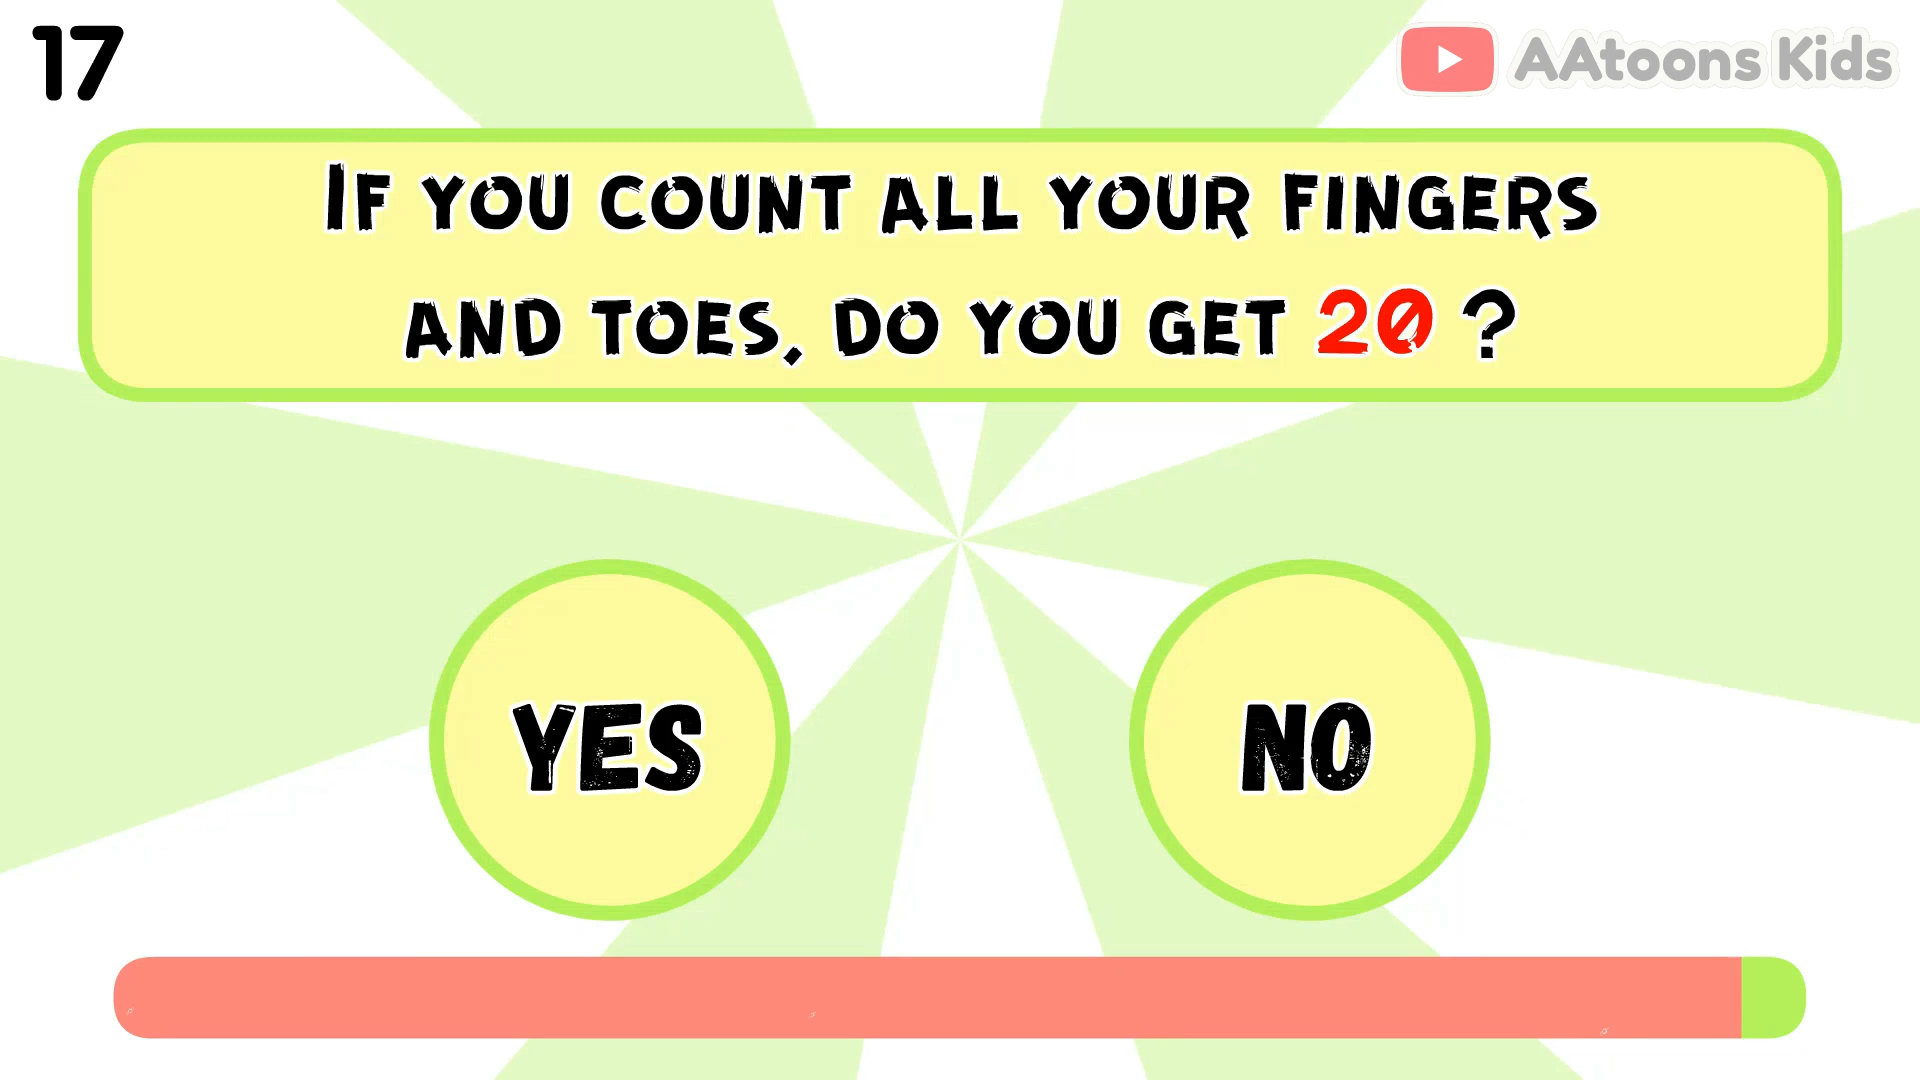 17
AAtoons Kids
IF YOU COUNT ALL YOUR FINGERS
AND TOES, DO YOU GET 20 ?
YES
NO